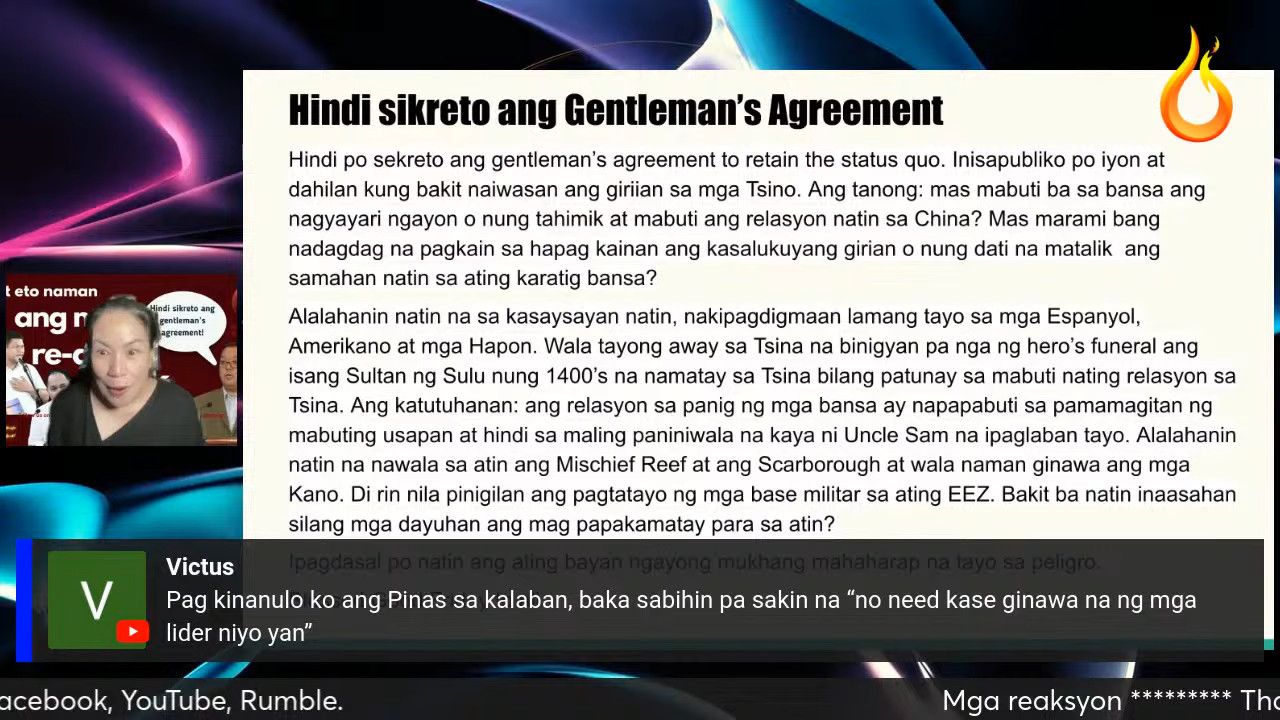 Hindi sikreto ang Gentleman's Agreement
Hindi po sekreto ang gentleman's agreement to retain the status quo. Inisapubliko po iyon at
dahilan kung bakit naiwasan ang giriian sa mga Tsino. Ang tanong: mas mabuti ba sa bansa ang
nagyayari ngayon o nung tahimik at mabuti ang relasyon natin sa China? Mas marami bang
nadagdag na pagkain sa hapag kainan ang kasalukuyang girian o nung dati na matalik ang
samahan natin sa ating karatig bansa?
Alalahanin natin na sa kasaysayan natin, nakipagdigmaan lamang tayo sa mga Espanyol,
Amerikano at mga Hapon. Wala tayong away sa Tsina na binigyan pa nga ng hero's funeral ang
isang Sultan ng Sulu nung 1400's na namatay sa Tsina bilang patunay sa mabuti nating relasyon sa
Tsina. Ang katutuhanan: ang relasyon sa panig ng mga bansa ay napapabuti sa pamamagitan ng
mabuting usapan at hindi sa maling paniniwala na kaya ni Uncle Sam na ipaglaban tayo. Alalahanin
natin na nawala sa atin ang Mischief Reef at ang Scarborough at wala naman ginawa ang mga
Kano. Di rin nila pinigilan ang pagtatayo ng mga base militar sa ating EEZ. Bakit ba natin inaasahan
silang mga dayuhan ang mag papakamatay para sa atin?
Ipagdasal po natin ang ating bayan ngayong mukhang mahaharap na tayo sa peligro.
t eto naman
ang
re-
Hindi sikreto ang
gentleman's
agreement!
V
Victus
Pag kinanulo ko ang Pinas sa kalaban, baka sabihin pa sakin na “no need kase ginawa na ng mga
lider niyo yan”
acebook, YouTube, Rumble.
Mga reaksyon ********* Tha